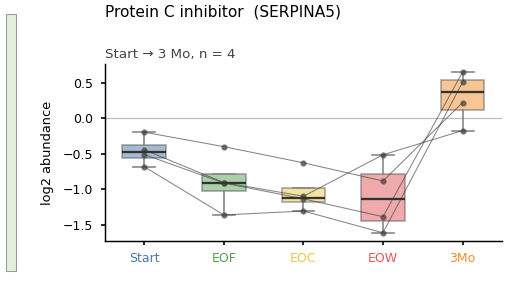 Protein C inhibitor  (SERPINA5)
Start → 3 Mo, n = 4
log2 abundance
0.5
0.0
−0.5
−1.0
−1.5
Start EOF EOC EOW 3Mo